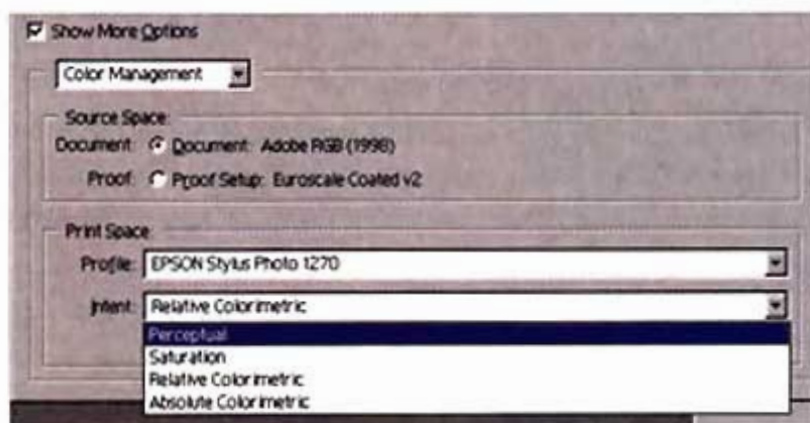 Show More Options
Color Management
Source Space:
Document: Document: Adobe RGB (1998)
Proof: Proof Setup: Euroscale Coated v2
Print Space:
Profile: EPSON Stylus Photo 1270
Intent: Relative Colorimetric
Perceptual
Saturation
Relative Colorimetric
Absolute Colorimetric